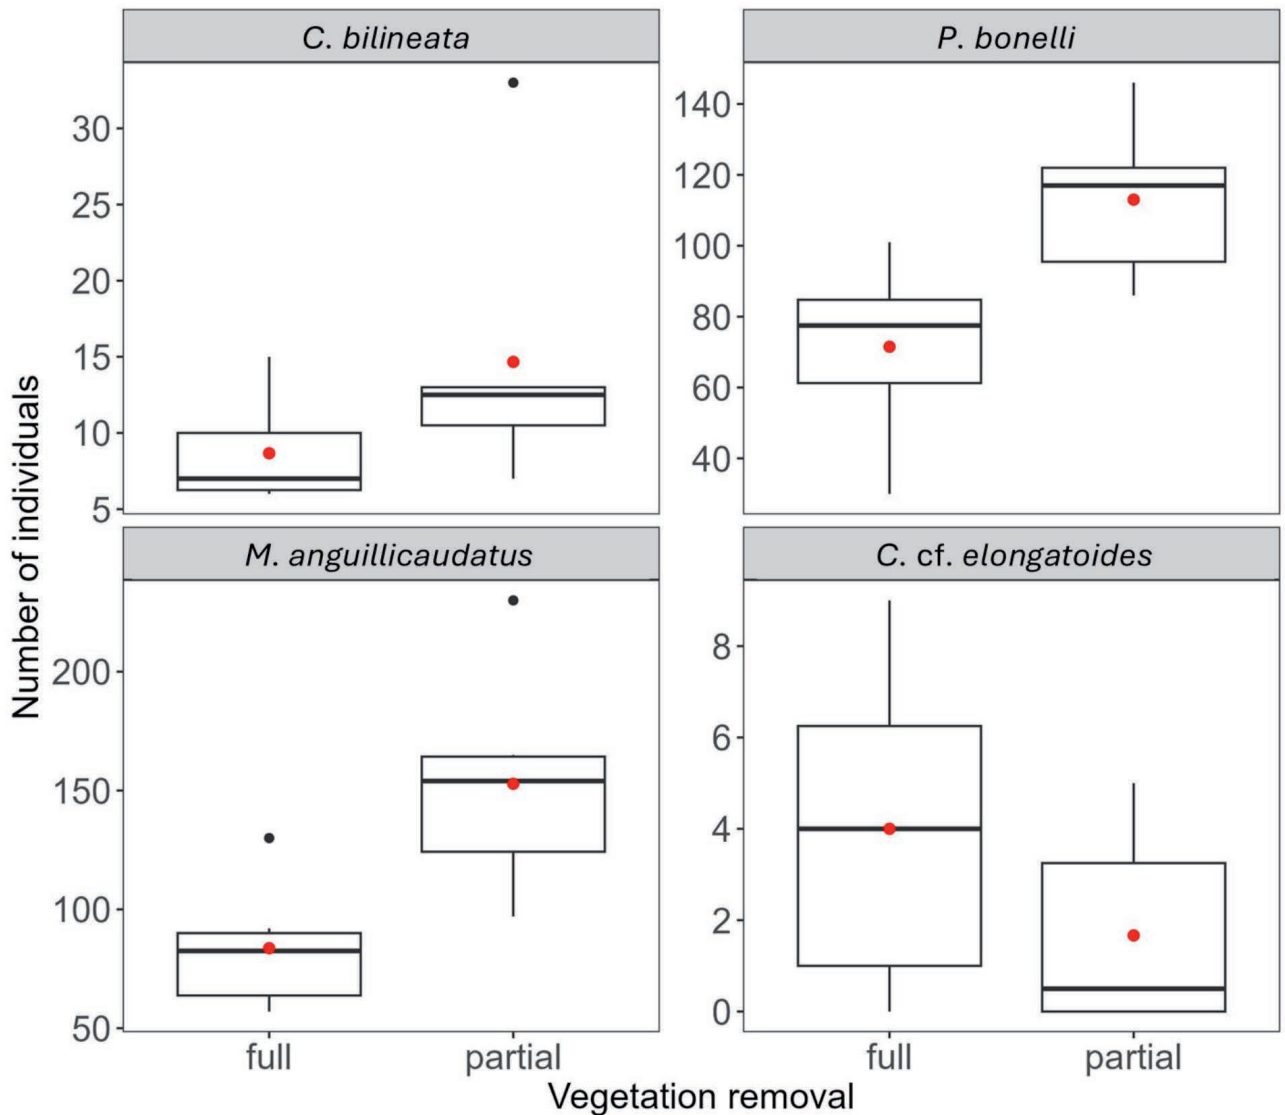 C. bilineata
P. bonelli
30
25
20
15
10
5
140
120
100
80
60
40
Number of individuals
M. anguillicaudatus
C. cf. elongatoides
200
150
100
50
8
6
4
2
0
full
partial
full
partial
Vegetation removal